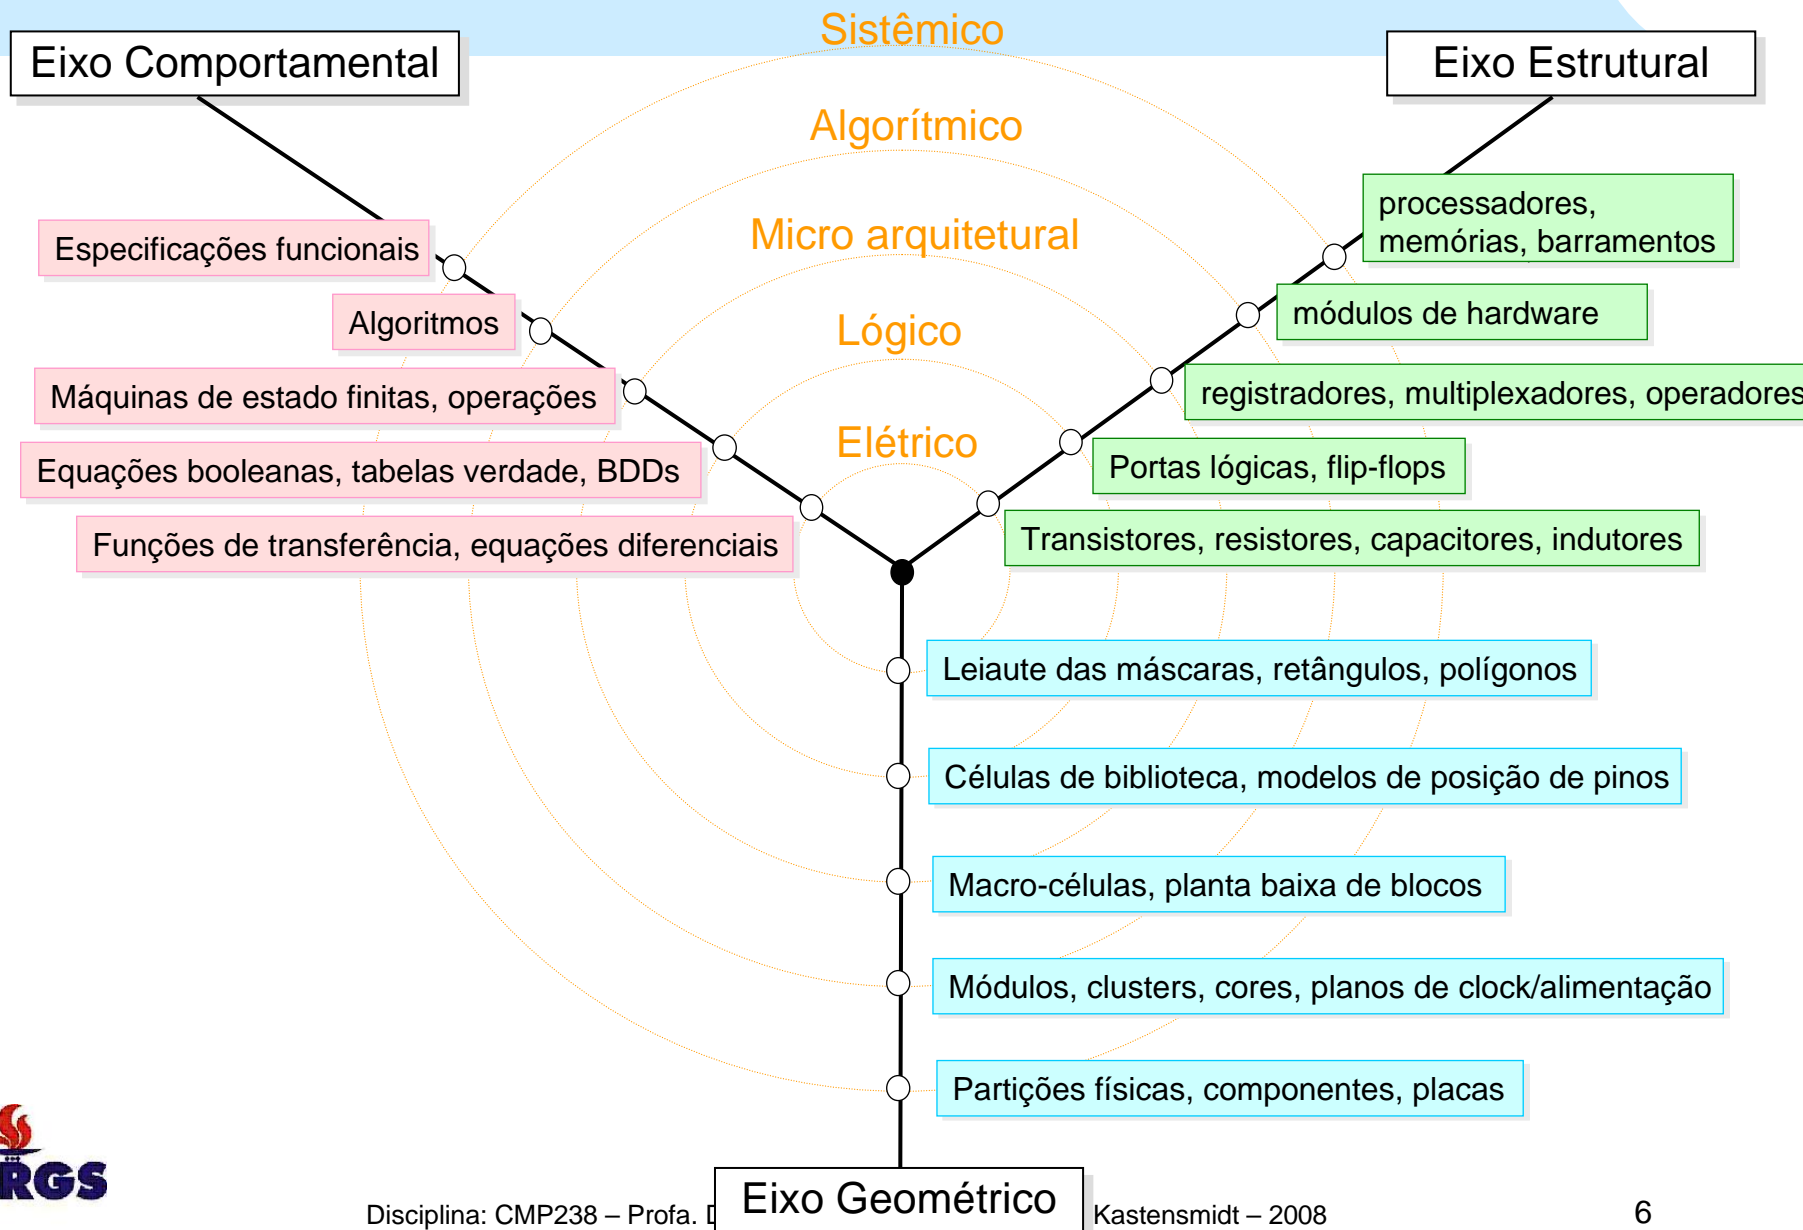 Sistêmico
Eixo Comportamental
Eixo Estrutural
Algorítmico
processadores,
memórias, barramentos
Micro arquitetural
Especificações funcionais
módulos de hardware
Algoritmos
Lógico
Máquinas de estado finitas, operações
registradores, multiplexadores, operadores
Elétrico
Equações booleanas, tabelas verdade, BDDs
Portas lógicas, flip-flops
Funções de transferência, equações diferenciais
Transistores, resistores, capacitores, indutores
Leiaute das máscaras, retângulos, polígonos
Células de biblioteca, modelos de posição de pinos
Macro-células, planta baixa de blocos
Módulos, clusters, cores, planos de clock/alimentação
Partições físicas, componentes, placas
RGS
Eixo Geométrico
Disciplina: CMP238 – Profa. Kastensmidt – 2008
6